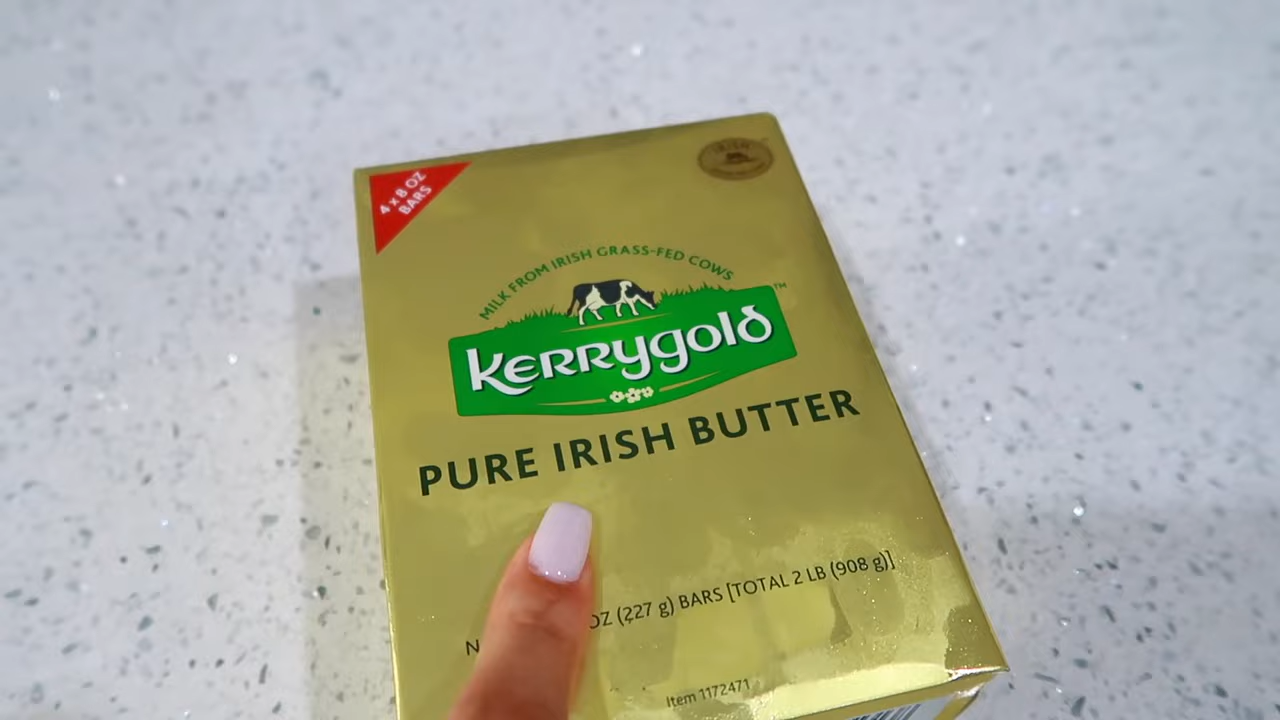 4 x 8 OZ
BARS
IRISH
MILK FROM IRISH GRASS-FED COWS
Kerrygold
TM
PURE IRISH BUTTER
OZ (227 g) BARS [TOTAL 2 LB (908 g)]
Item 1172471